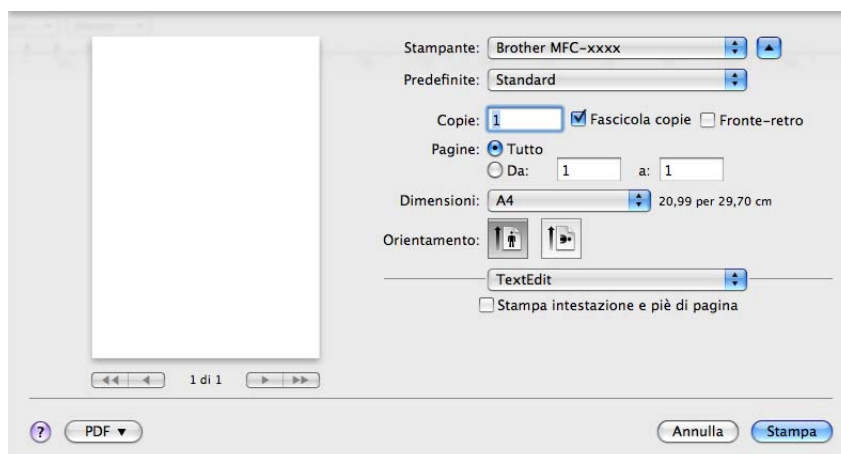 Stampante: Brother MFC-xxxx
Predefinite: Standard
Copie: 1 Fascicola copie Fronte-retro
Pagine: Tutto
Da: 1 a: 1
Dimensioni: A4 20,99 per 29,70 cm
Orientamento:
TextEdit
Stampa intestazione e piè di pagina
1 di 1
? PDF Annulla Stampa